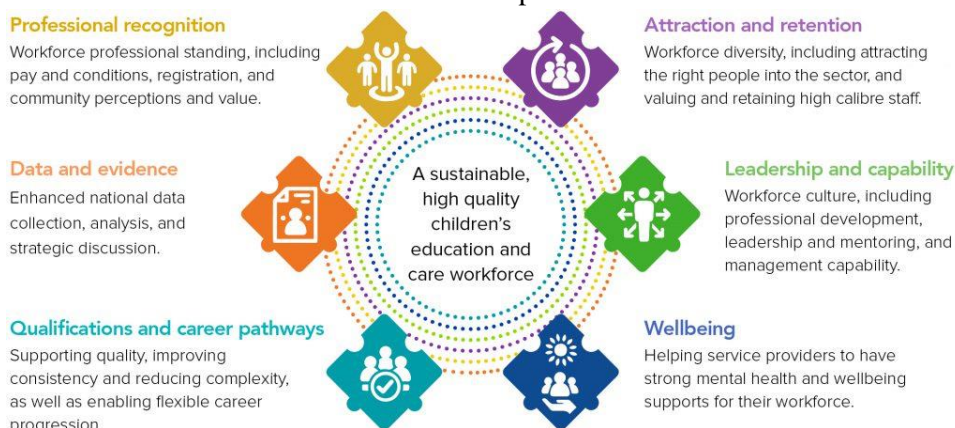 Professional recognition
Workforce professional standing, including
pay and conditions, registration, and
community perceptions and value.
Attraction and retention
Workforce diversity, including attracting
the right people into the sector, and
valuing and retaining high calibre staff.
Data and evidence
Enhanced national data
collection, analysis, and
strategic discussion.
A sustainable,
high quality
children's
education and
care workforce
Leadership and capability
Workforce culture, including
professional development,
leadership and mentoring, and
management capability.
Qualifications and career pathways
Supporting quality, improving
consistency and reducing complexity,
as well as enabling flexible career
progression
Wellbeing
Helping service providers to have
strong mental health and wellbeing
supports for their workforce.